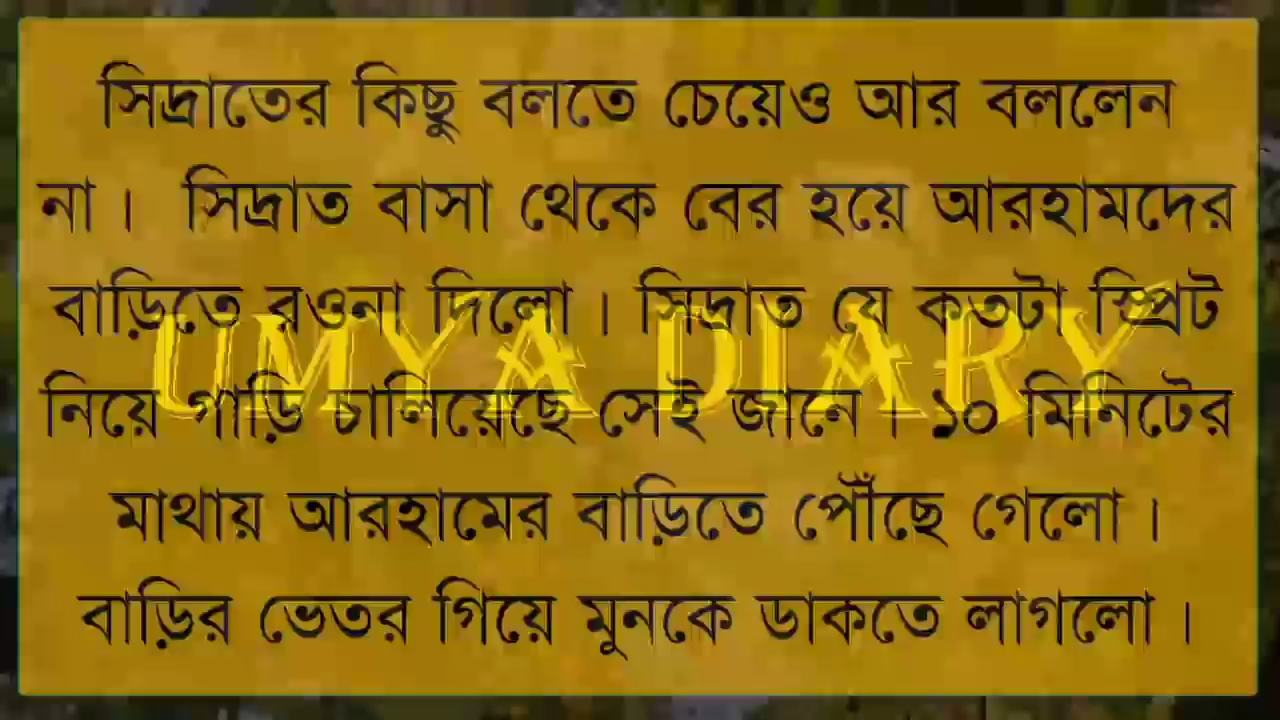 সিদ্রাতের কিছু বলতে চেয়েও আর বললেন
না। সিদ্রাত বাসা থেকে বের হয়ে আরহামদের
বাড়িতে রওনা দিলো। সিদ্রাত যে কতটা স্প্রিট
নিয়ে গাড়ি চালিয়েছে সেই জানে। ১০ মিনিটের
মাথায় আরহামের বাড়িতে পৌঁছে গেলো।
বাড়ির ভেতর গিয়ে মুনকে ডাকতে লাগলো।
UMYA DIARY